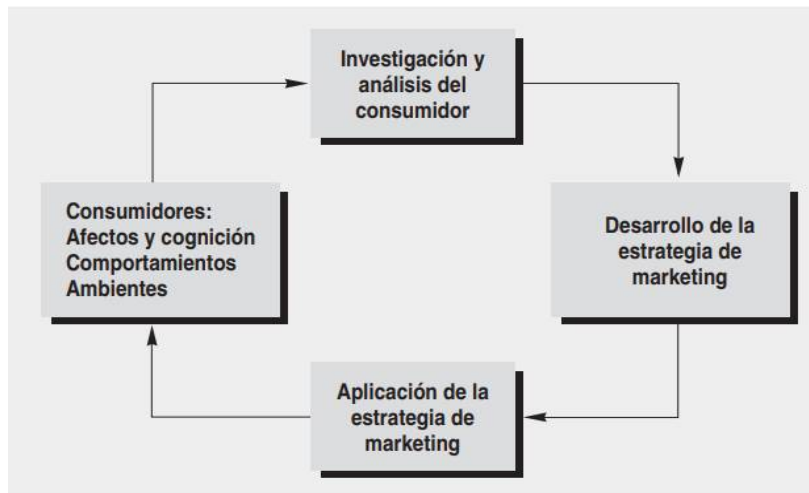 Investigación y
análisis del
consumidor
Consumidores:
Afectos y cognición
Comportamientos
Ambientes
Desarrollo de la
estrategia de
marketing
Aplicación de la
estrategia de
marketing